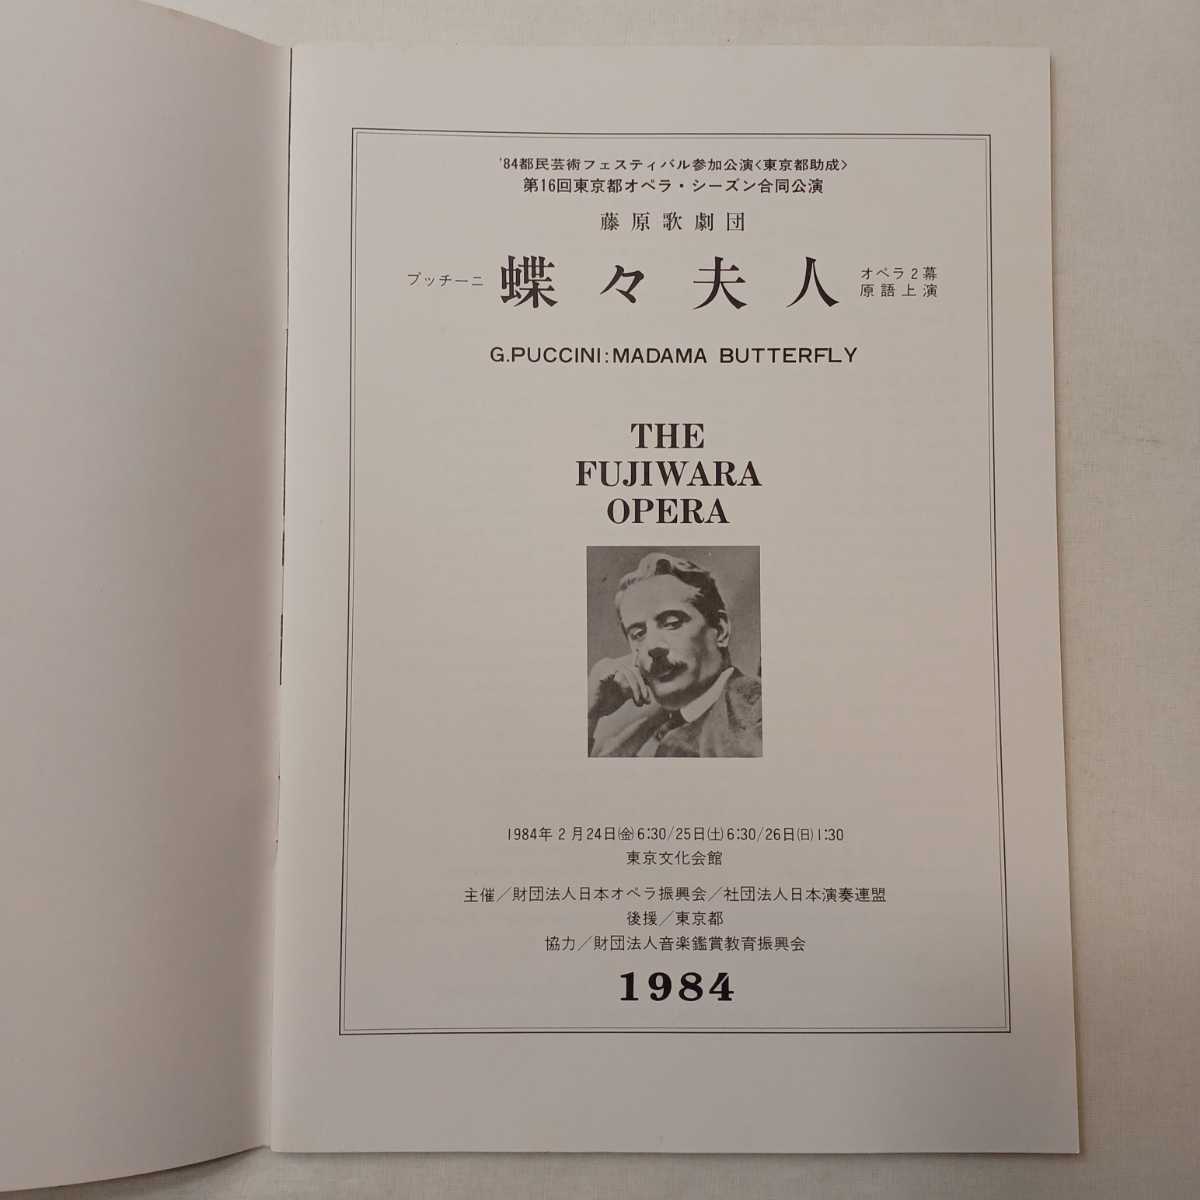 '84都民芸術フェスティバル参加公演<東京都助成>
第16回東京都オペラ・シーズン合同公演
藤原歌劇団
プッチーニ 蝶々夫人 オペラ2幕
原語上演
G.PUCCINI:MADAMA BUTTERFLY
THE
FUJIWARA
OPERA
1984年2月24日㈮6:30/25日㈯6:30/26日㈰1:30
東京文化会館
主催/財団法人日本オペラ振興会/社団法人日本演奏連盟
後援/東京都
協力/財団法人音楽鑑賞教育振興会
1984